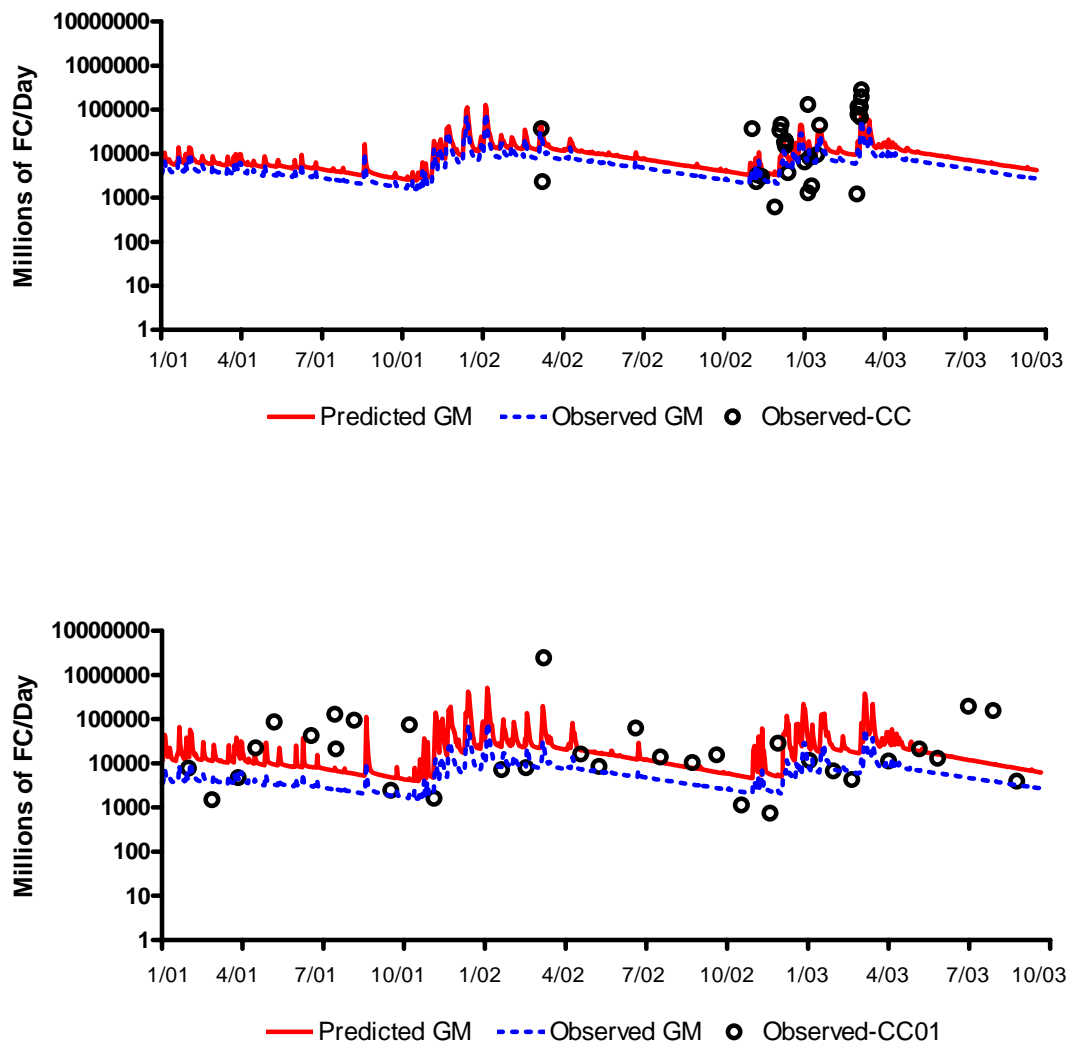 10000000
1000000
100000
10000
1000
100
10
1
Millions of FC/Day
1/01 4/01 7/01 10/01 1/02 4/02 7/02 10/02 1/03 4/03 7/03 10/03
Predicted GM Observed GM Observed-CC
10000000
1000000
100000
10000
1000
100
10
1
Millions of FC/Day
1/01 4/01 7/01 10/01 1/02 4/02 7/02 10/02 1/03 4/03 7/03 10/03
Predicted GM Observed GM Observed-CC01